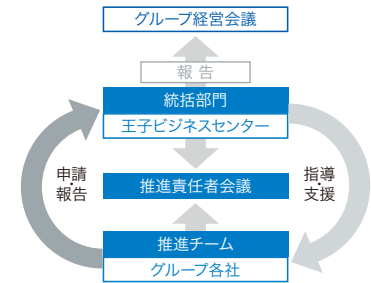 グループ経営会議
報告
統括部門
王子ビジネスセンター
申請・
報告
指導・
支援
推進責任者会議
推進チーム
グループ各社